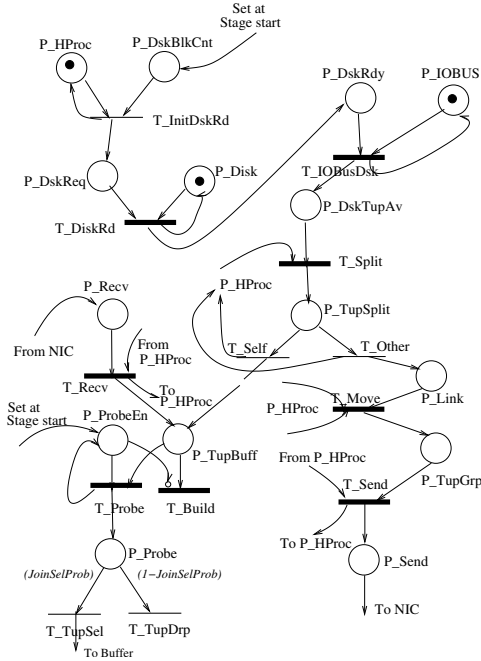 Set at
Stage start
P_HProc
P_DskBlkCnt
P_DskRdy
P_IOBUS
T_InitDskRd
T_IOBusDsk
P_DskReq
P_Disk
P_DskTupAv
T_DiskRd
T_Split
P_HProc
P_Recv
P_TupSplit
From NIC
From
P_HProc
T_Self
T_Other
T_Recv
To
P_HProc
T_Move
P_Link
Set at
Stage start
P_ProbeEn
P_HProc
P_TupBuff
From P_HProc
P_TupGrp
T_Send
T_Probe
T_Build
To P_HProc
P_Probe
P_Send
(JoinSelProb)
(1-JoinSelProb)
To NIC
T_TupSel
T_TupDrp
To Buffer